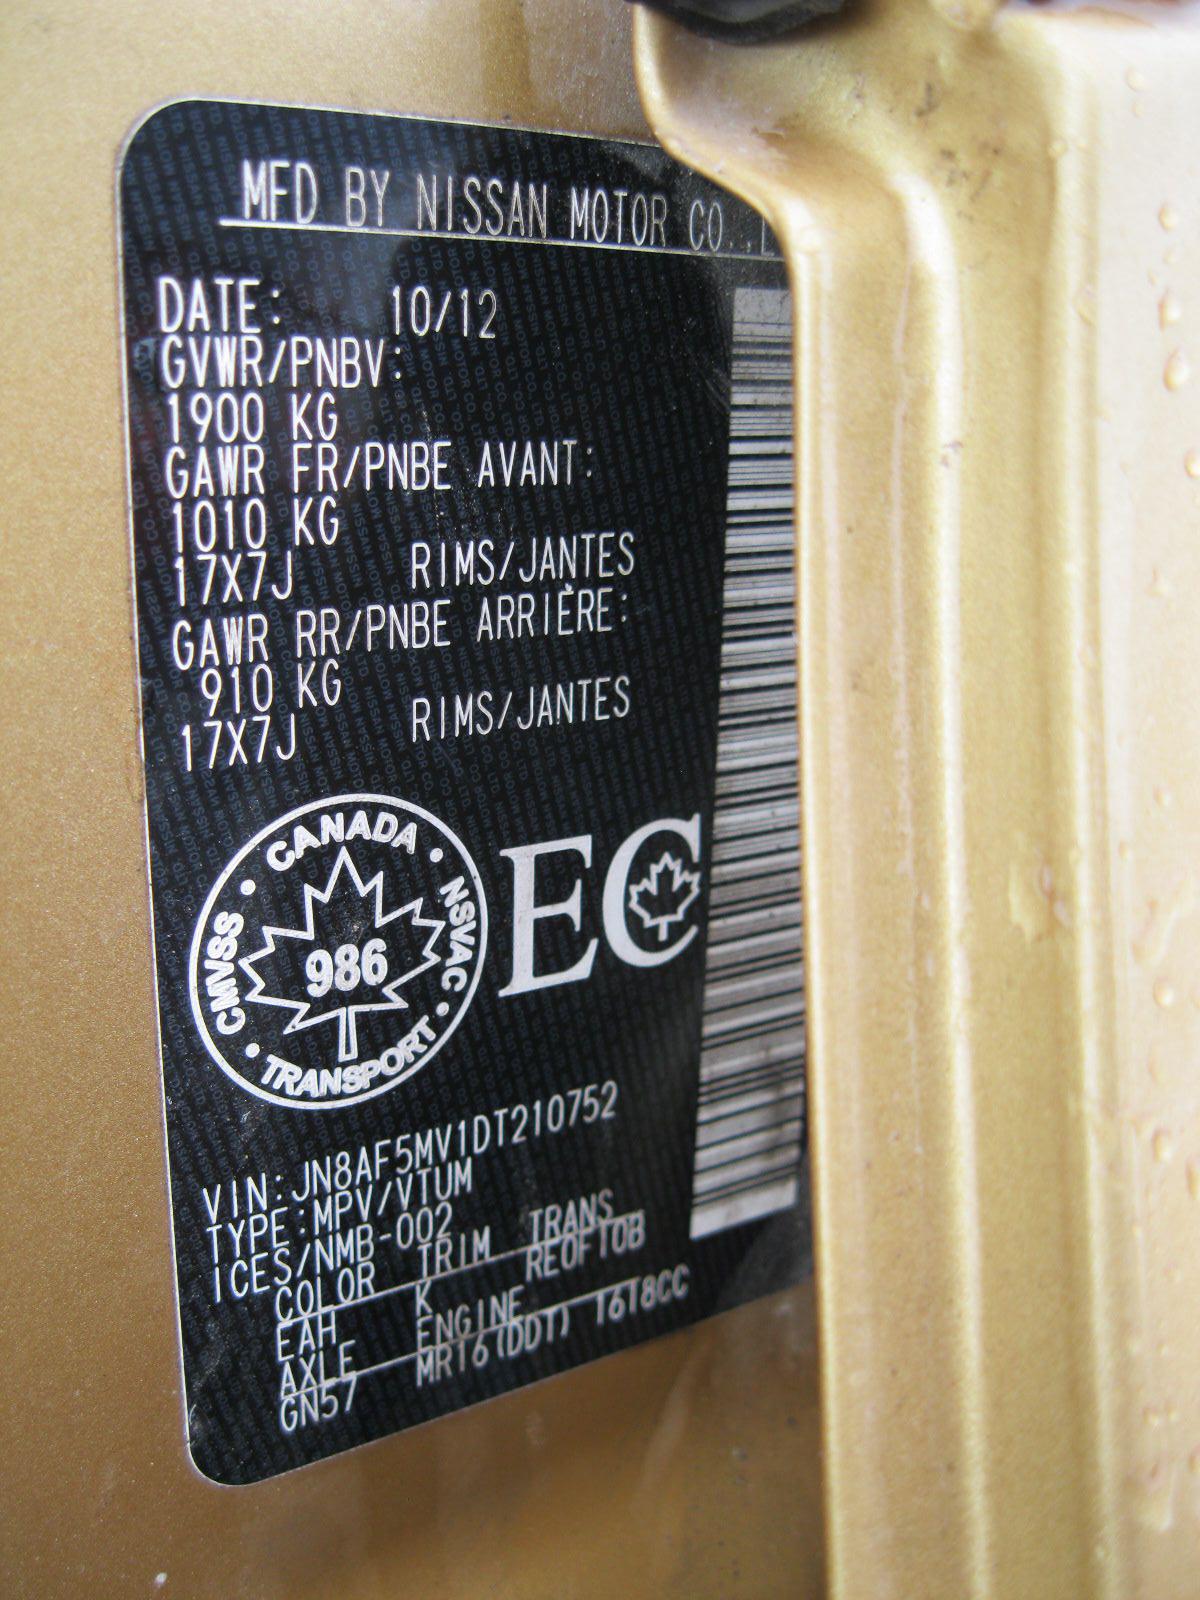 MFD BY NISSAN MOTOR CO.,L
DATE: 10/12
GVWR/PNBV:
1900 KG
GAWR FR/PNBE AVANT:
1010 KG
17X7J RIMS/JANTES
GAWR RR/PNBE ARRIÈRE:
910 KG
17X7J RIMS/JANTES
CANADA · NSVAC · TRANSPORT · CMVSS ·
986
EC
VIN:JN8AF5MV1DT210752
TYPE:MPV/VTUM
ICES/NMB-002
COLOR TRIM TRANS
EAH K RE0F10B
AXLE ENGINE
GN57 MR16(DDT) 1618CC